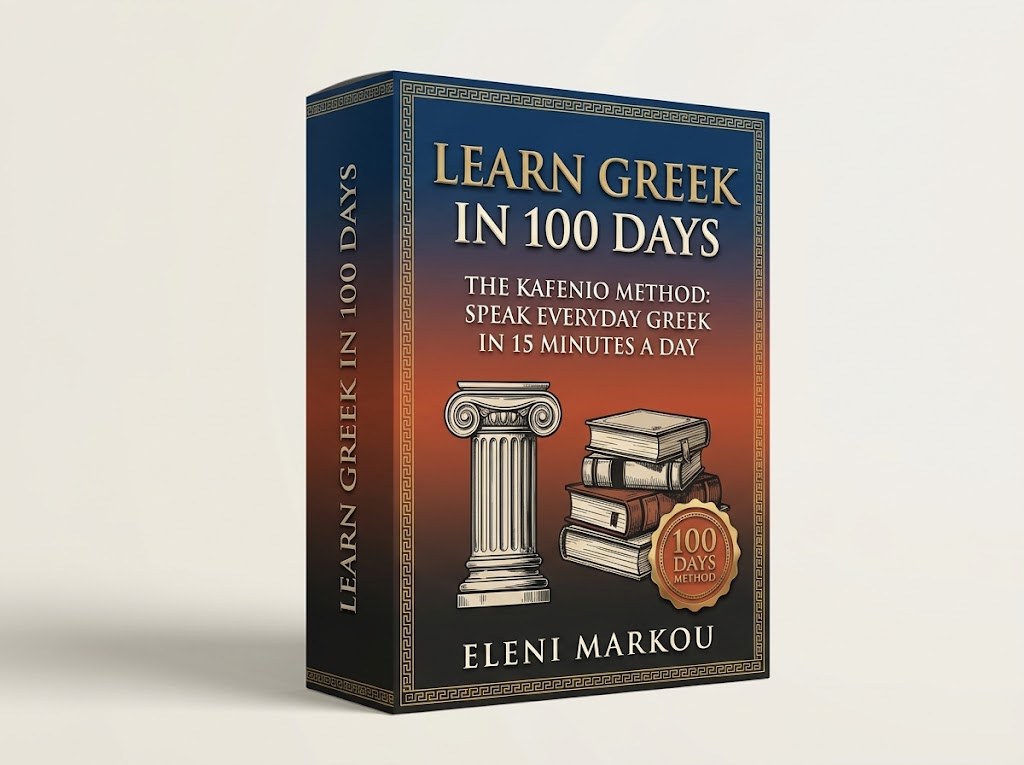 LEARN GREEK IN 100 DAYS
LEARN GREEK
IN 100 DAYS
THE KAFENIO METHOD:
SPEAK EVERYDAY GREEK
IN 15 MINUTES A DAY
100
DAYS
METHOD
ELENI MARKOU